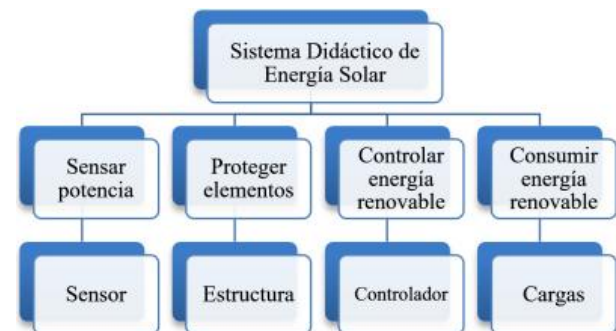 Sistema Didáctico de
Energía Solar
Sensar
potencia
Proteger
elementos
Controlar
energía
renovable
Consumir
energía
renovable
Sensor
Estructura
Controlador
Cargas